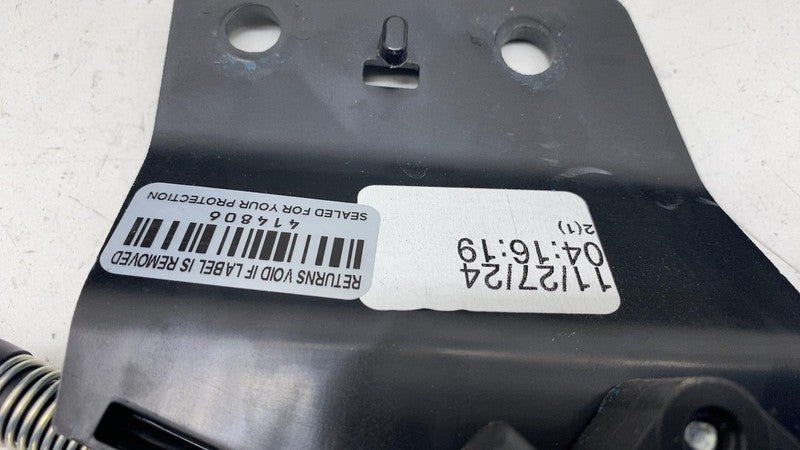 RETURNS VOID IF LABEL IS REMOVED
414806
SEALED FOR YOUR PROTECTION
11/27/24
04:16:19
2(1)